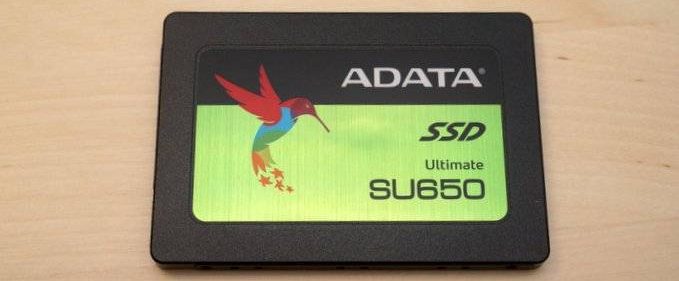 ADATA®
SSD
Ultimate
SU650